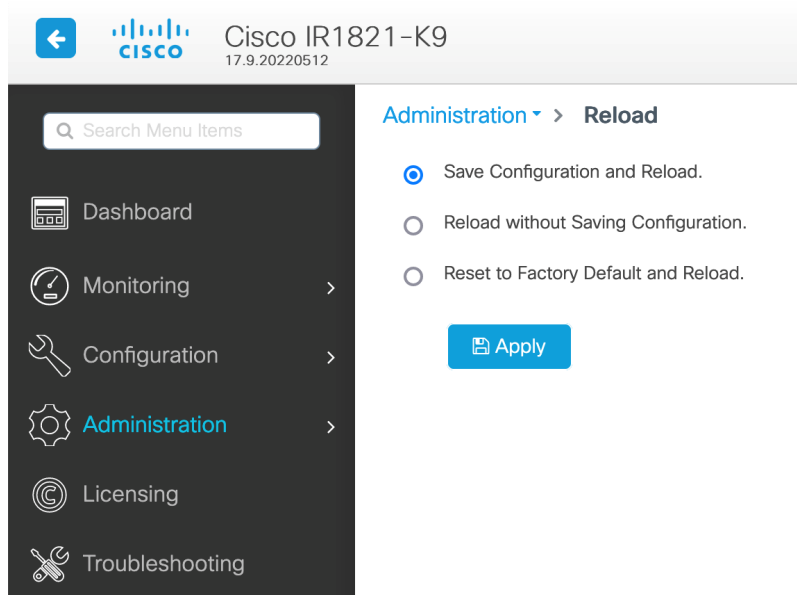 CISCO
Cisco IR1821-K9
17.9.20220512
Search Menu Items
Dashboard
Monitoring
Configuration
Administration
Licensing
Troubleshooting
Administration > Reload
Save Configuration and Reload.
Reload without Saving Configuration.
Reset to Factory Default and Reload.
Apply